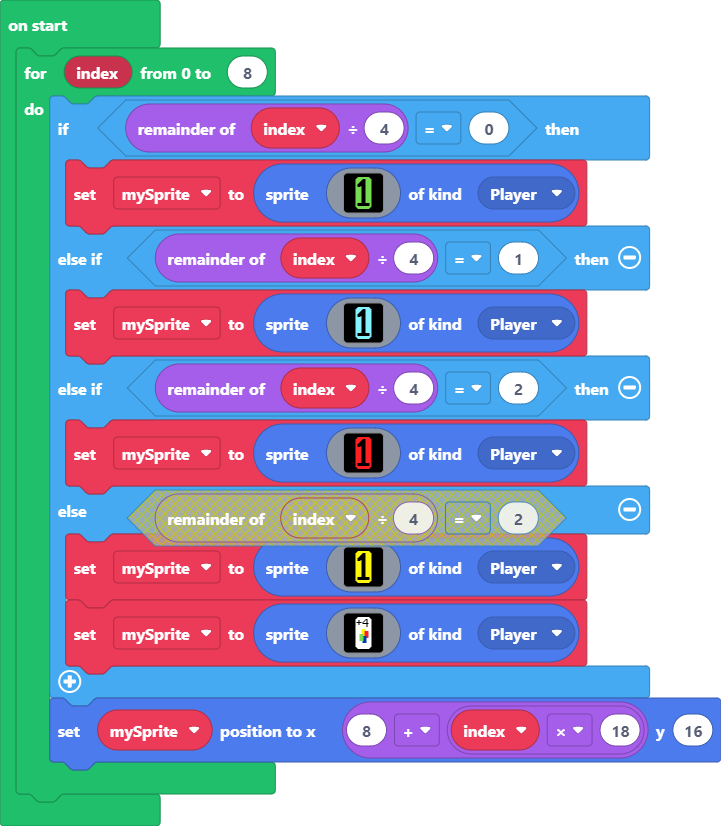 on start
for index from 0 to 8
do
if remainder of index ÷ 4 = 0 then
set mySprite to sprite 1 of kind Player
else if remainder of index ÷ 4 = 1 then
set mySprite to sprite 1 of kind Player
else if remainder of index ÷ 4 = 2 then
set mySprite to sprite 1 of kind Player
else remainder of index ÷ 4 = 2
set mySprite to sprite 1 of kind Player
set mySprite to sprite +4 of kind Player
set mySprite position to x 8 + index × 18 y 16